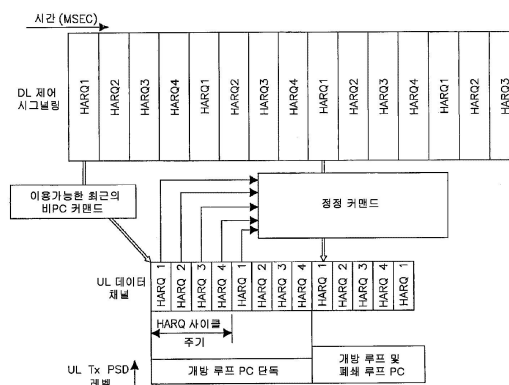 시간 (MSEC)
DL 제어
시그널링
HARQ1
HARQ2
HARQ3
HARQ4
HARQ1
HARQ2
HARQ3
HARQ4
HARQ1
HARQ2
HARQ3
HARQ4
HARQ1
HARQ2
HARQ3
이용가능한 최근의
비PC 커맨드
정정 커맨드
UL 데이터
채널
HARQ 1
HARQ 2
HARQ 3
HARQ 4
HARQ 1
HARQ 2
HARQ 3
HARQ 4
HARQ 1
HARQ 2
HARQ 3
HARQ 4
HARQ 1
HARQ 사이클
주기
UL Tx PSD
레벨
개방 루프 PC 단독
개방 루프 및
폐쇄 루프 PC